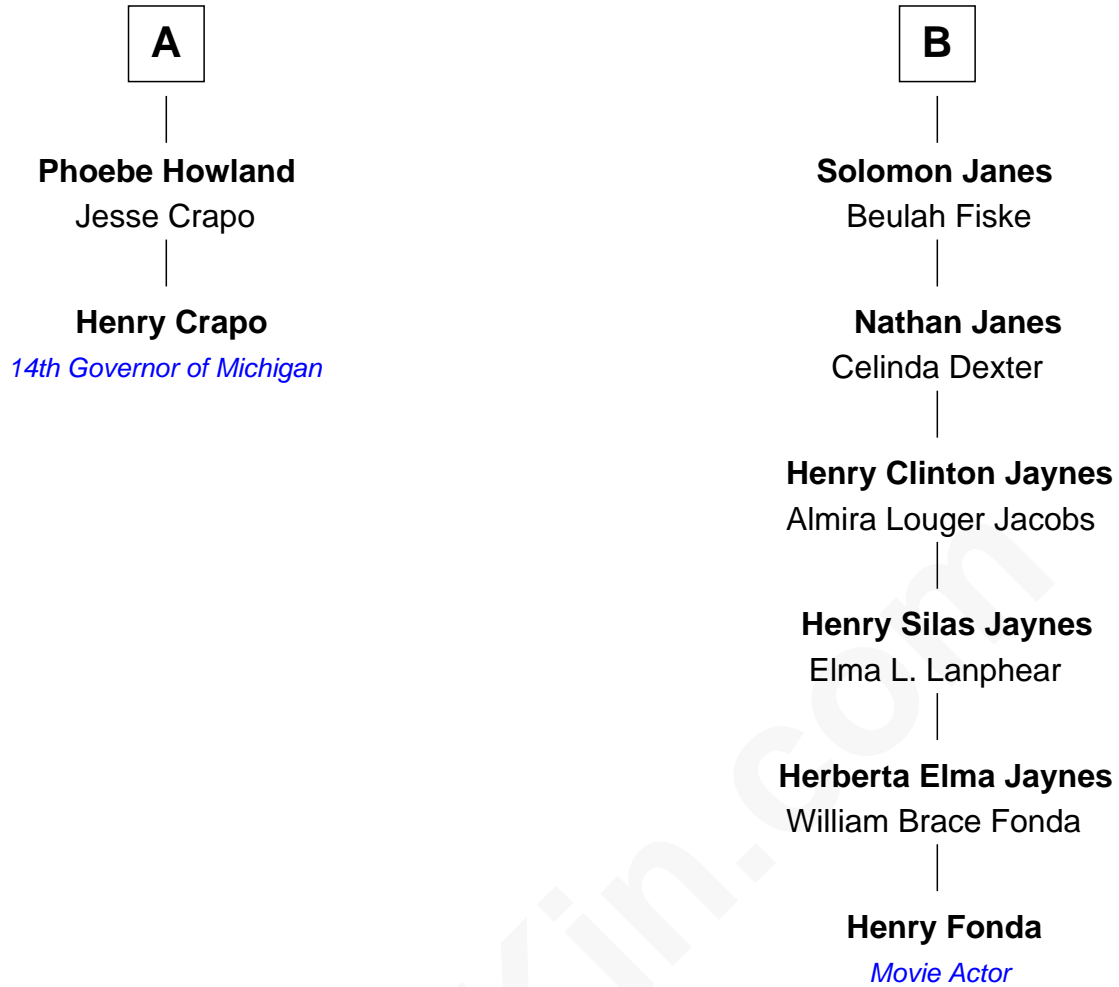 A
Phoebe Howland
Jesse Crapo
Henry Crapo
14th Governor of Michigan
B
Solomon Janes
Beulah Fiske
Nathan Janes
Celinda Dexter
Henry Clinton Jaynes
Almira Louger Jacobs
Henry Silas Jaynes
Elma L. Lanphear
Herberta Elma Jaynes
William Brace Fonda
Henry Fonda
Movie Actor
Kin.com